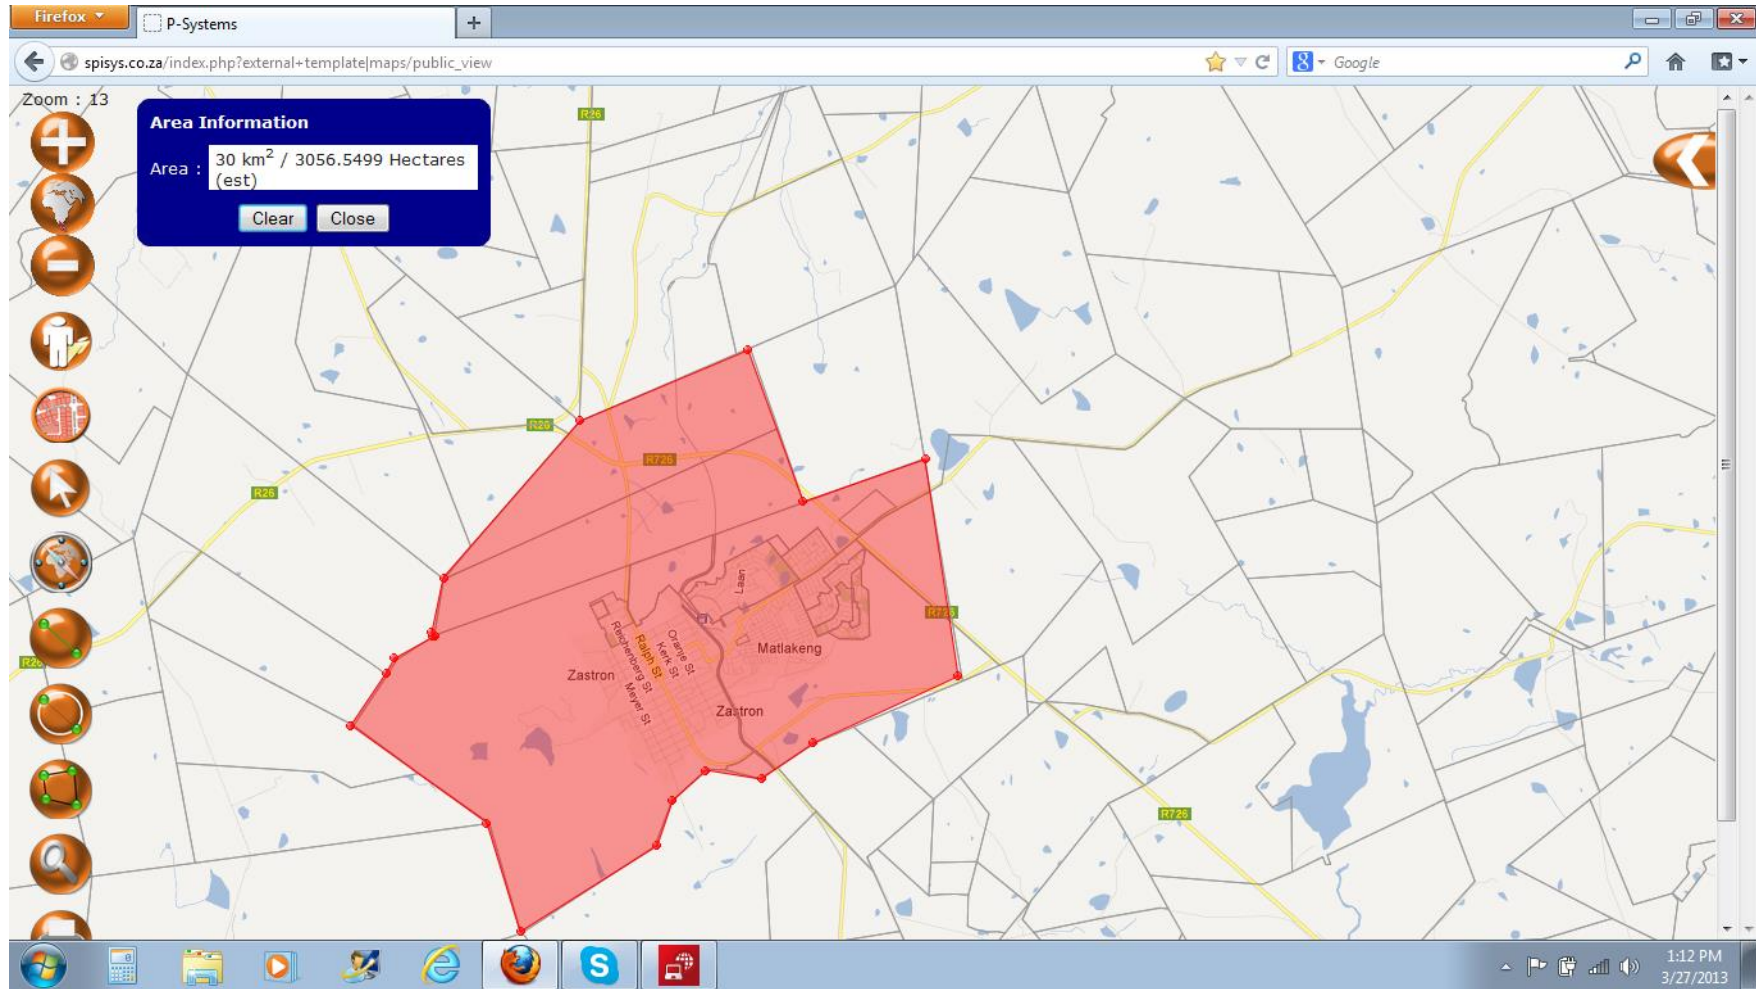 Firefox
P-Systems
spisys.co.za/index.php?external+template|maps/public_view
Google
Zoom : 13
Area Information
Area :
30 km² / 3056.5499 Hectares
(est)
Clear
Close
R26
R26
R726
R26
R726
R26
R726
Laan
Matlakeng
Reichenberg St
Ralph St
Kerk St
Oranje St
Meyer St
Zastron
Zastron
1:12 PM
3/27/2013